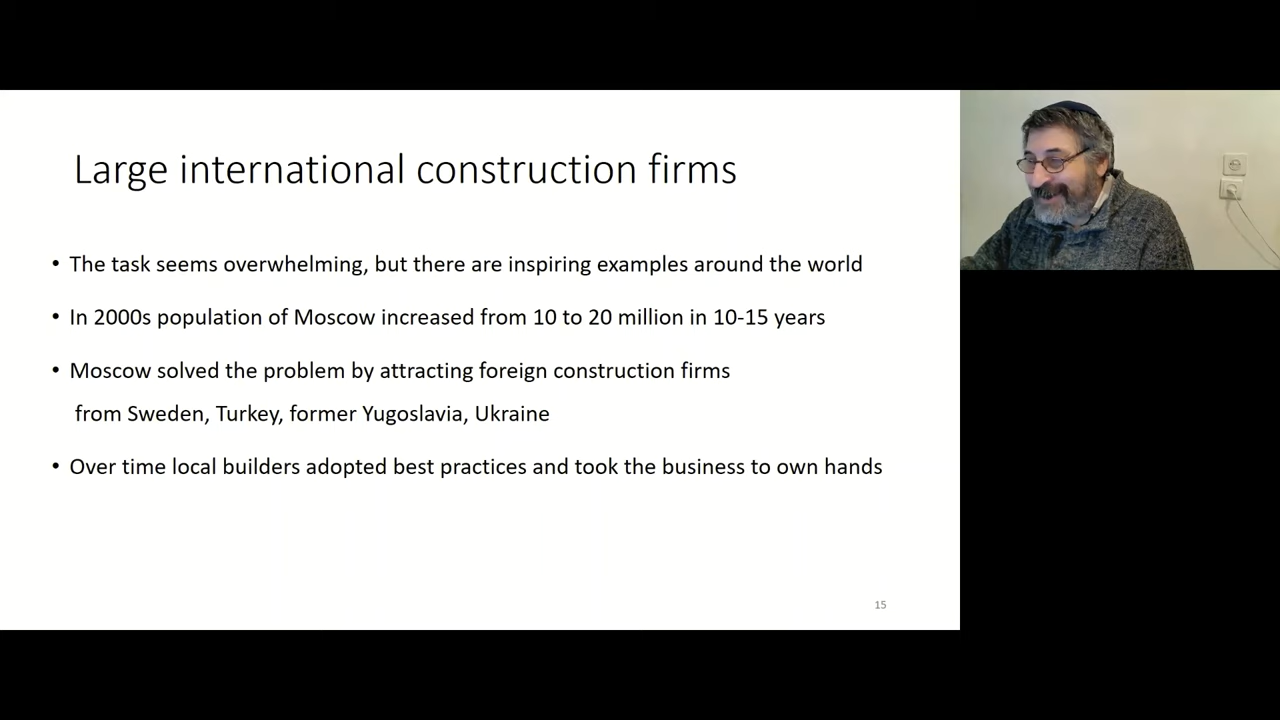 Large international construction firms
• The task seems overwhelming, but there are inspiring examples around the world
• In 2000s population of Moscow increased from 10 to 20 million in 10-15 years
• Moscow solved the problem by attracting foreign construction firms
from Sweden, Turkey, former Yugoslavia, Ukraine
• Over time local builders adopted best practices and took the business to own hands
15